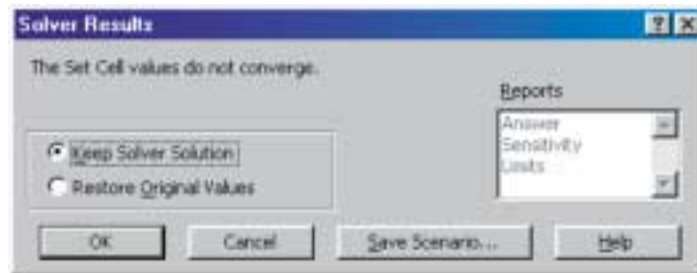 Solver Results
The Set Cell values do not converge.
Reports
Answer
Sensitivity
Limits
Keep Solver Solution
Restore Original Values
OK Cancel Save Scenario... Help